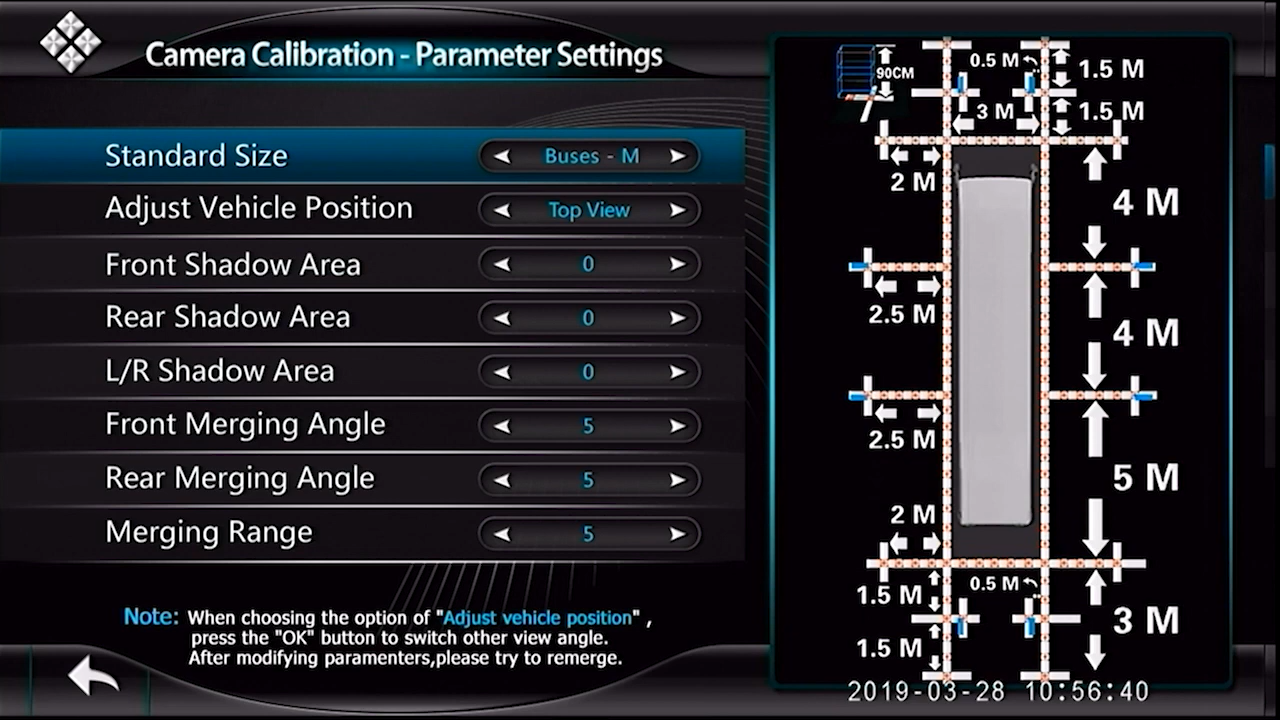 Camera Calibration - Parameter Settings
Standard Size
Buses - M
Adjust Vehicle Position
Top View
Front Shadow Area
0
Rear Shadow Area
0
L/R Shadow Area
0
Front Merging Angle
5
Rear Merging Angle
5
Merging Range
5
Note: When choosing the option of "Adjust vehicle position" ,
press the "OK" button to switch other view angle.
After modifying paramenters,please try to remerge.
90CM
0.5 M
1.5 M
3 M
1.5 M
2 M
4 M
2.5 M
4 M
2.5 M
5 M
2 M
0.5 M
1.5 M
3 M
1.5 M
2019-03-28 10:56:40